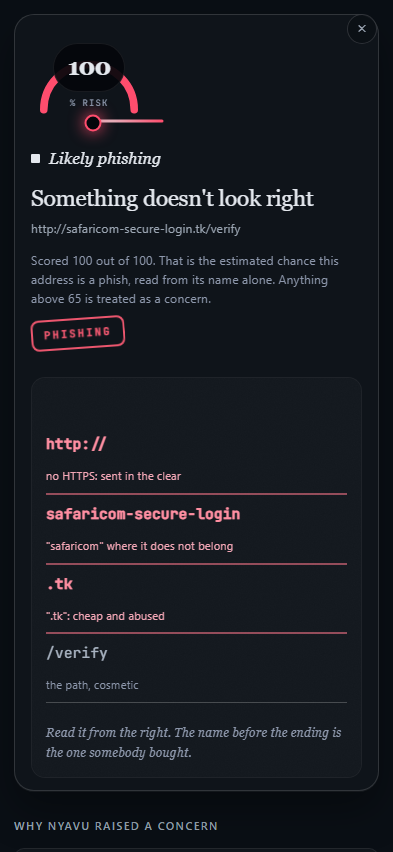 ×
100
% RISK
Likely phishing
Something doesn't look right
http://safaricom-secure-login.tk/verify
Scored 100 out of 100. That is the estimated chance this
address is a phish, read from its name alone. Anything
above 65 is treated as a concern.
PHISHING
http://
no HTTPS: sent in the clear
safaricom-secure-login
"safaricom" where it does not belong
.tk
".tk": cheap and abused
/verify
the path, cosmetic
Read it from the right. The name before the ending is
the one somebody bought.
WHY NYAVU RAISED A CONCERN